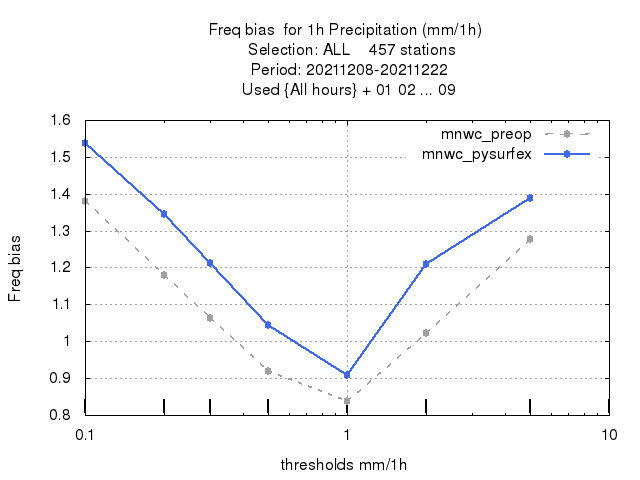 Freq bias  for 1h Precipitation (mm/1h)
Selection: ALL    457 stations
Period: 20211208-20211222
Used {All hours} + 01 02 ... 09
mnwc_preop
mnwc_pysurfex
1.6
1.5
1.4
1.3
1.2
1.1
1
0.9
0.8
Freq bias
0.1
1
10
thresholds mm/1h